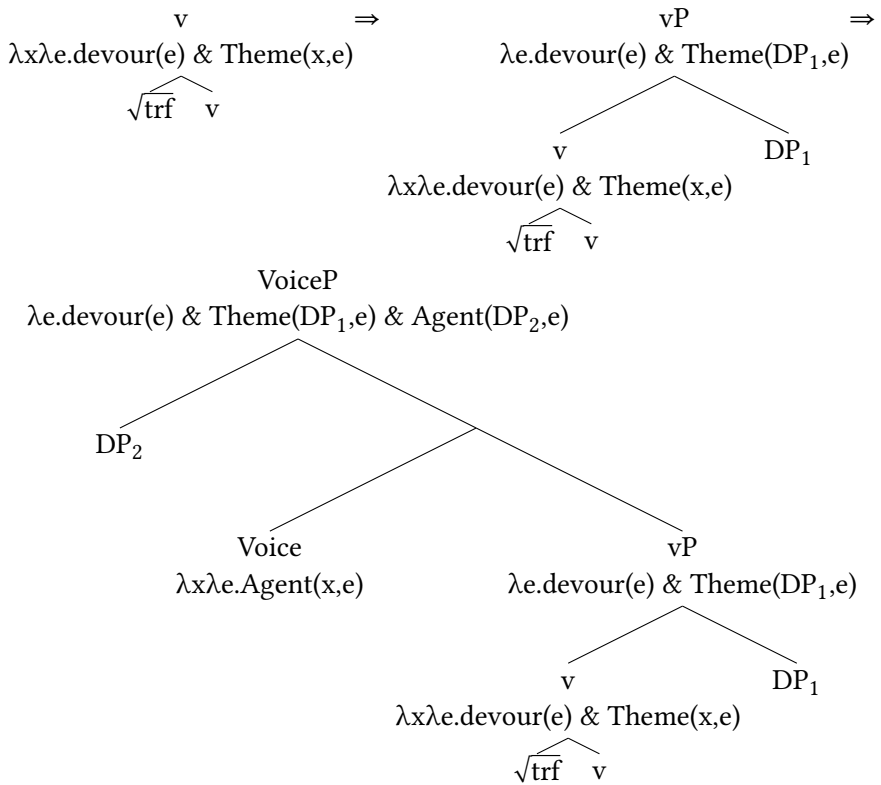 v ⇒ vP ⇒
λxλe.devour(e) & Theme(x,e) λe.devour(e) & Theme(DP₁,e)
√trf v
v DP₁
λxλe.devour(e) & Theme(x,e)
√trf v
VoiceP
λe.devour(e) & Theme(DP₁,e) & Agent(DP₂,e)
DP₂
Voice vP
λxλe.Agent(x,e) λe.devour(e) & Theme(DP₁,e)
v DP₁
λxλe.devour(e) & Theme(x,e)
√trf v